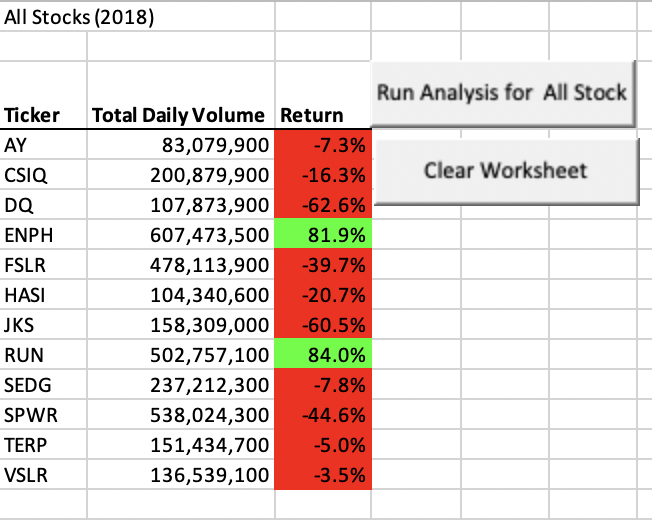 All Stocks (2018)
Run Analysis for All Stock
Ticker Total Daily Volume Return
AY 83,079,900 -7.3%
Clear Worksheet
CSIQ 200,879,900 -16.3%
DQ 107,873,900 -62.6%
ENPH 607,473,500 81.9%
FSLR 478,113,900 -39.7%
HASI 104,340,600 -20.7%
JKS 158,309,000 -60.5%
RUN 502,757,100 84.0%
SEDG 237,212,300 -7.8%
SPWR 538,024,300 -44.6%
TERP 151,434,700 -5.0%
VSLR 136,539,100 -3.5%